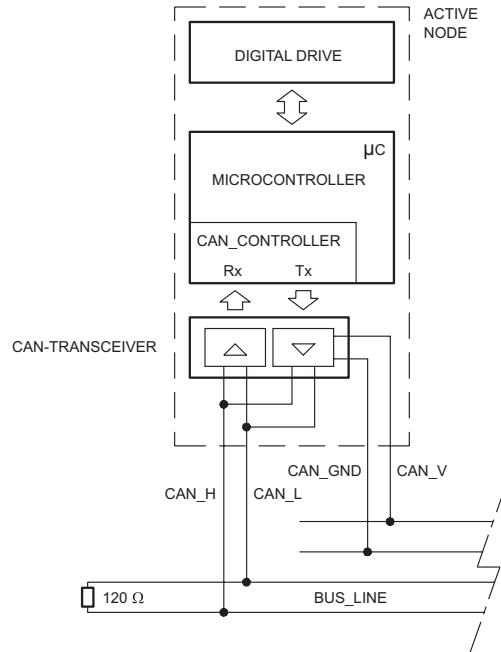 ACTIVE
NODE
DIGITAL DRIVE
µC
MICROCONTROLLER
CAN_CONTROLLER
Rx Tx
CAN-TRANSCEIVER
CAN_H CAN_L CAN_GND CAN_V
120 Ω BUS_LINE